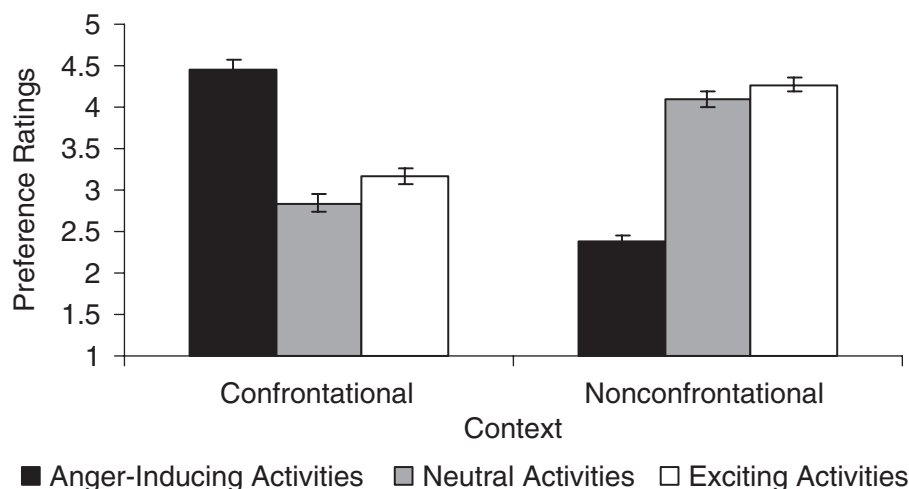 Preference Ratings
5
4.5
4
3.5
3
2.5
2
1.5
1
Confrontational Nonconfrontational
Context
Anger-Inducing Activities Neutral Activities Exciting Activities